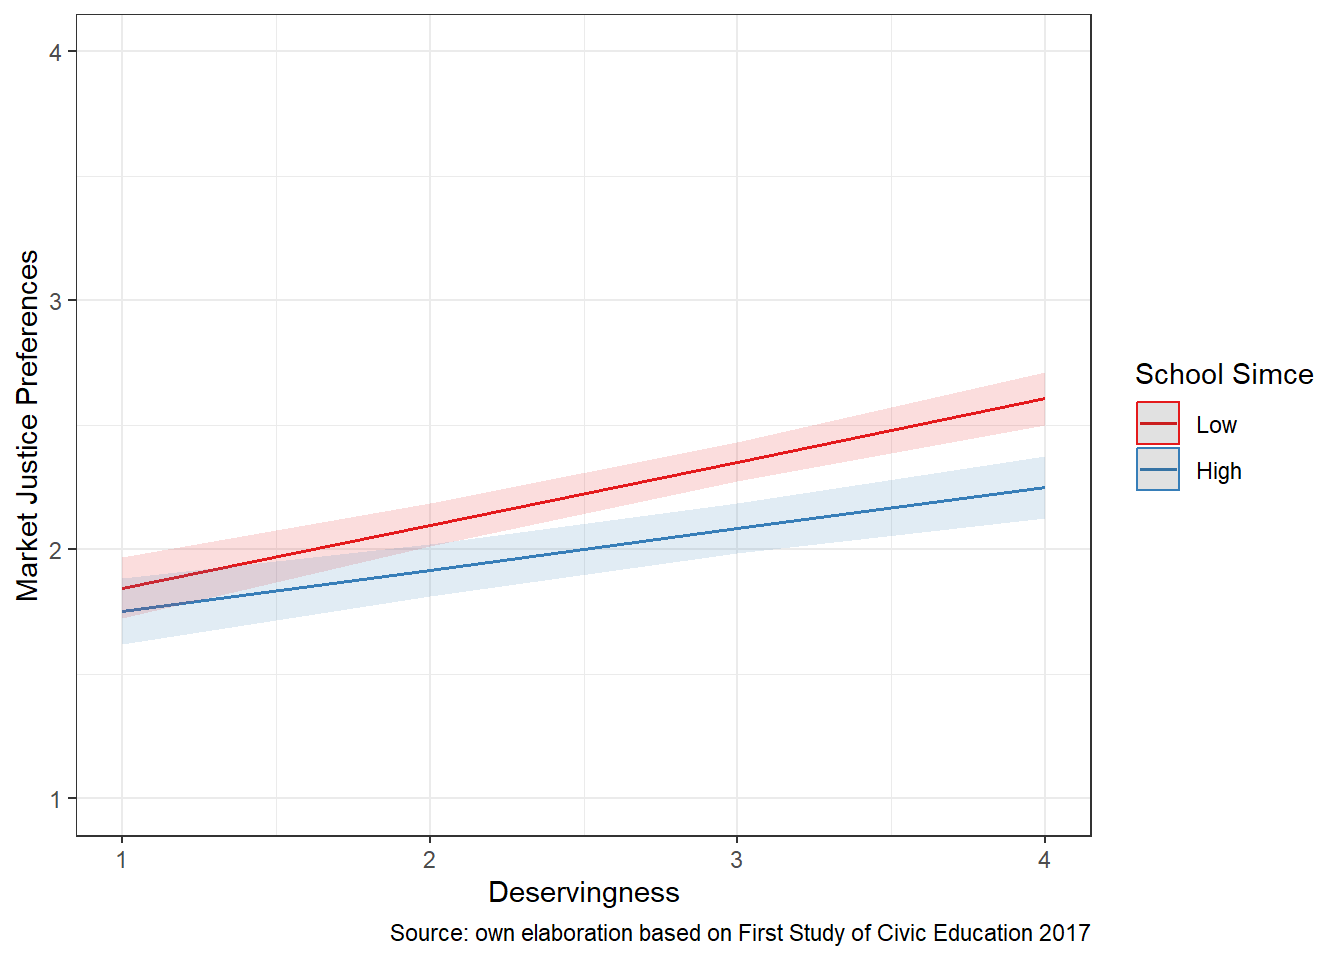 4
3
2
1
Market Justice Preferences
1 2 3 4
Deservingness
School Simce
Low
High
Source: own elaboration based on First Study of Civic Education 2017